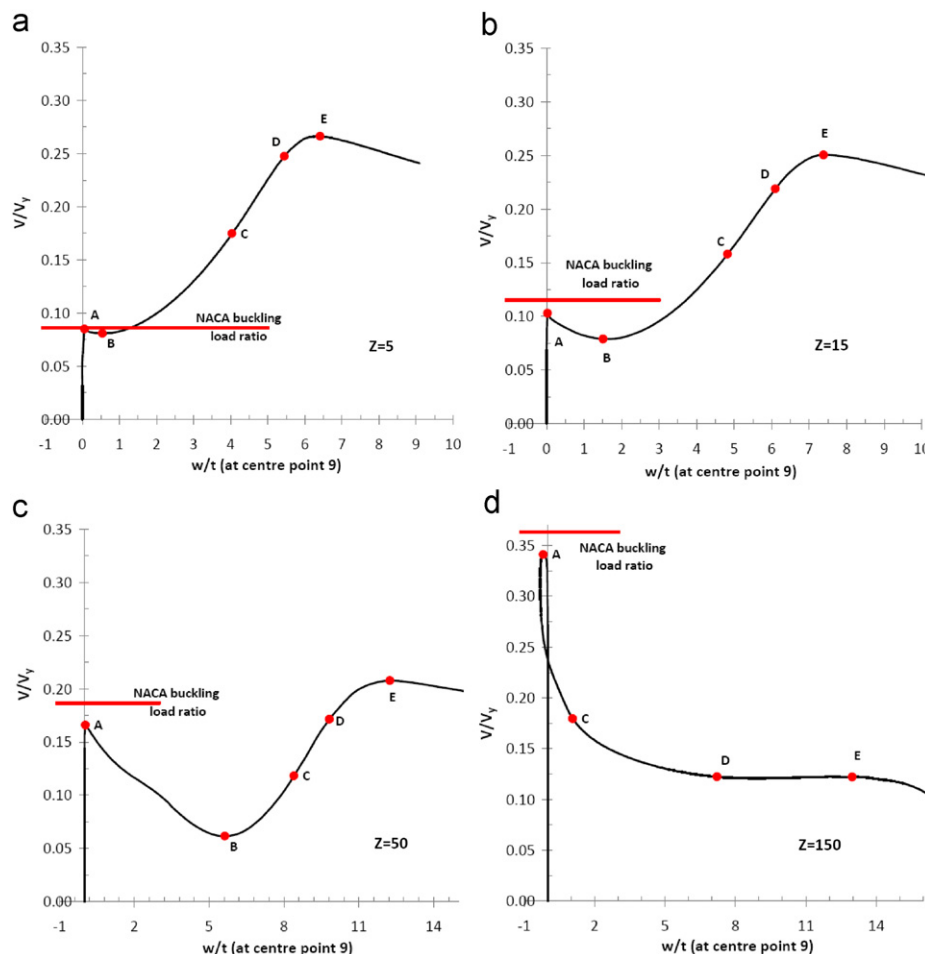 a
0.35
0.30
0.25
0.20
0.15
0.10
0.05
0.00
V/Vy
A
B
C
D
E
NACA buckling
load ratio
Z=5
-1 0 1 2 3 4 5 6 7 8 9 10
w/t (at centre point 9)
b
0.35
0.30
0.25
0.20
0.15
0.10
0.05
0.00
V/Vy
NACA buckling
load ratio
A
B
C
D
E
Z=15
-1 0 1 2 3 4 5 6 7 8 9 10
w/t (at centre point 9)
c
0.35
0.30
0.25
0.20
0.15
0.10
0.05
0.00
V/Vy
NACA buckling
load ratio
A
B
C
D
E
Z=50
-1 2 5 8 11 14
w/t (at centre point 9)
d
0.35
0.30
0.25
0.20
0.15
0.10
0.05
0.00
V/Vy
NACA buckling
load ratio
A
C
D
E
Z=150
-1 2 5 8 11 14
w/t (at centre point 9)